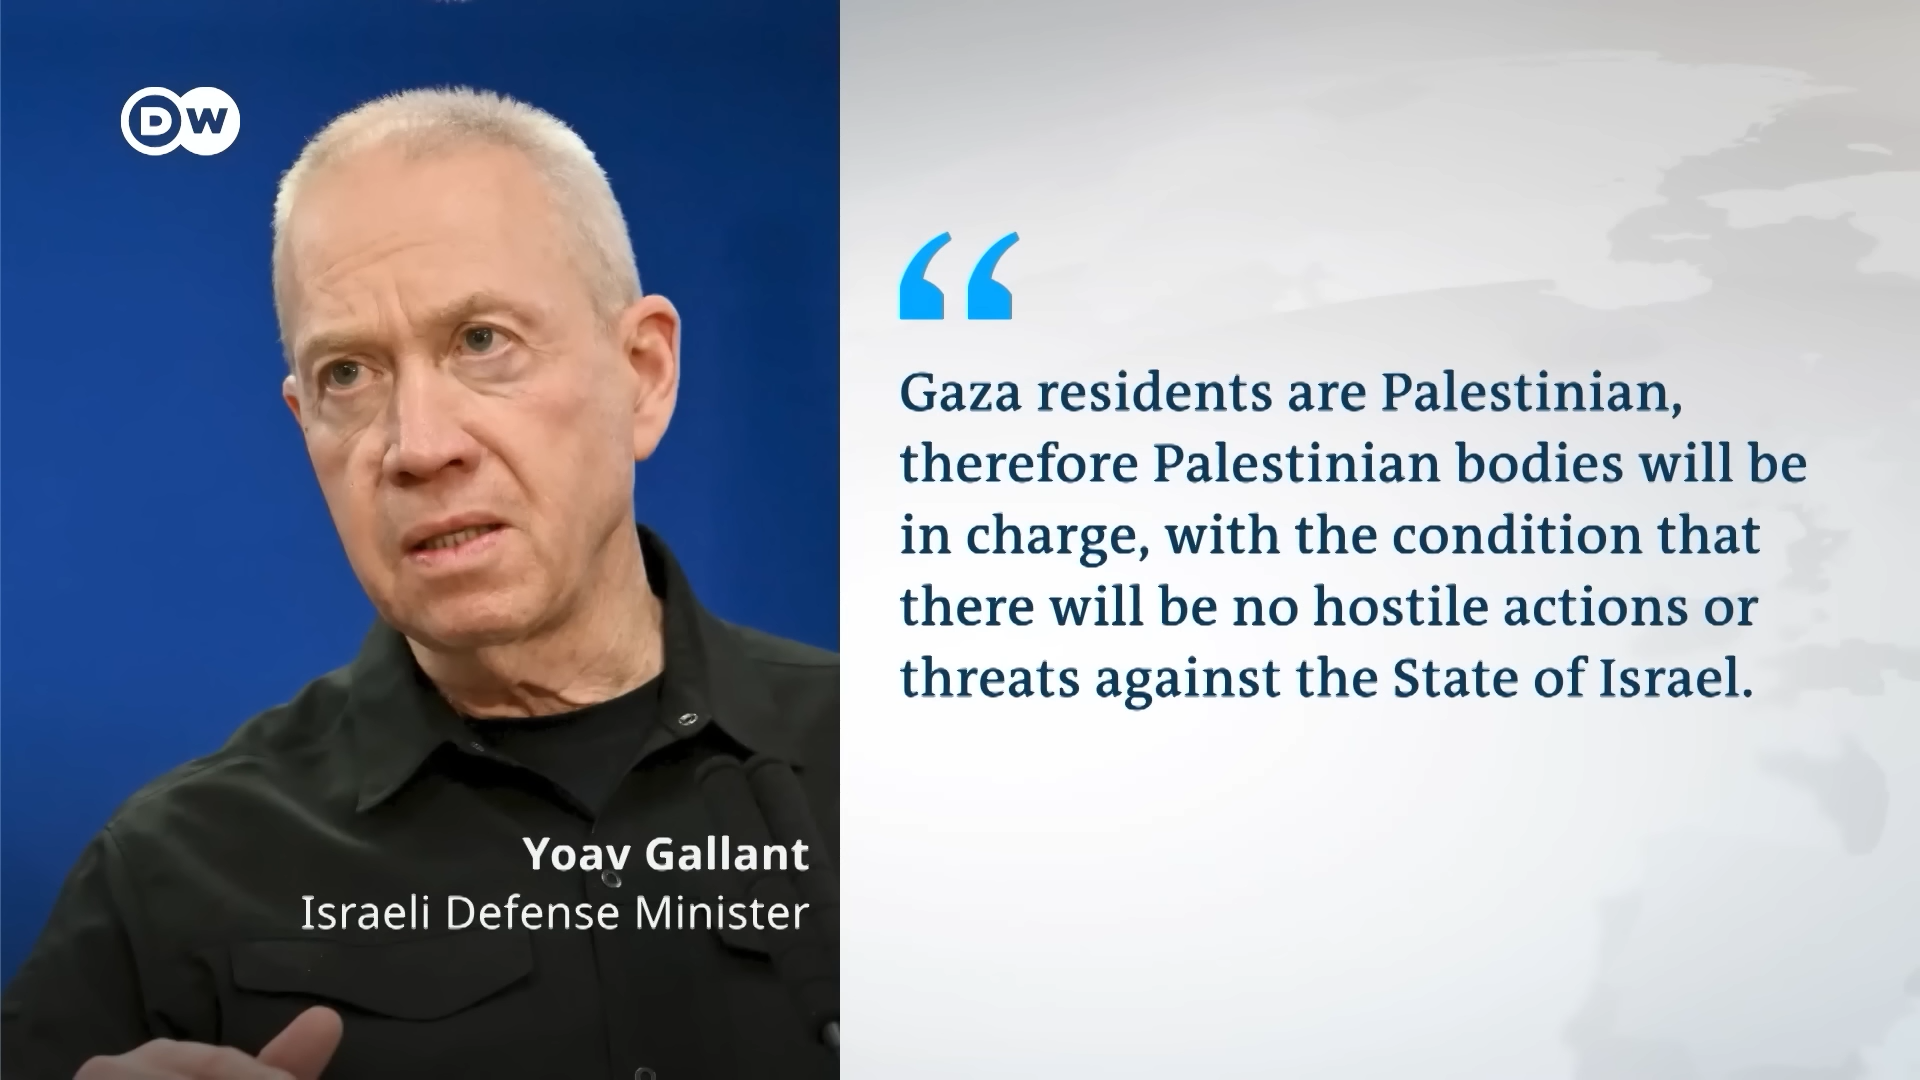 DW
Gaza residents are Palestinian,
therefore Palestinian bodies will be
in charge, with the condition that
there will be no hostile actions or
threats against the State of Israel.
Yoav Gallant
Israeli Defense Minister